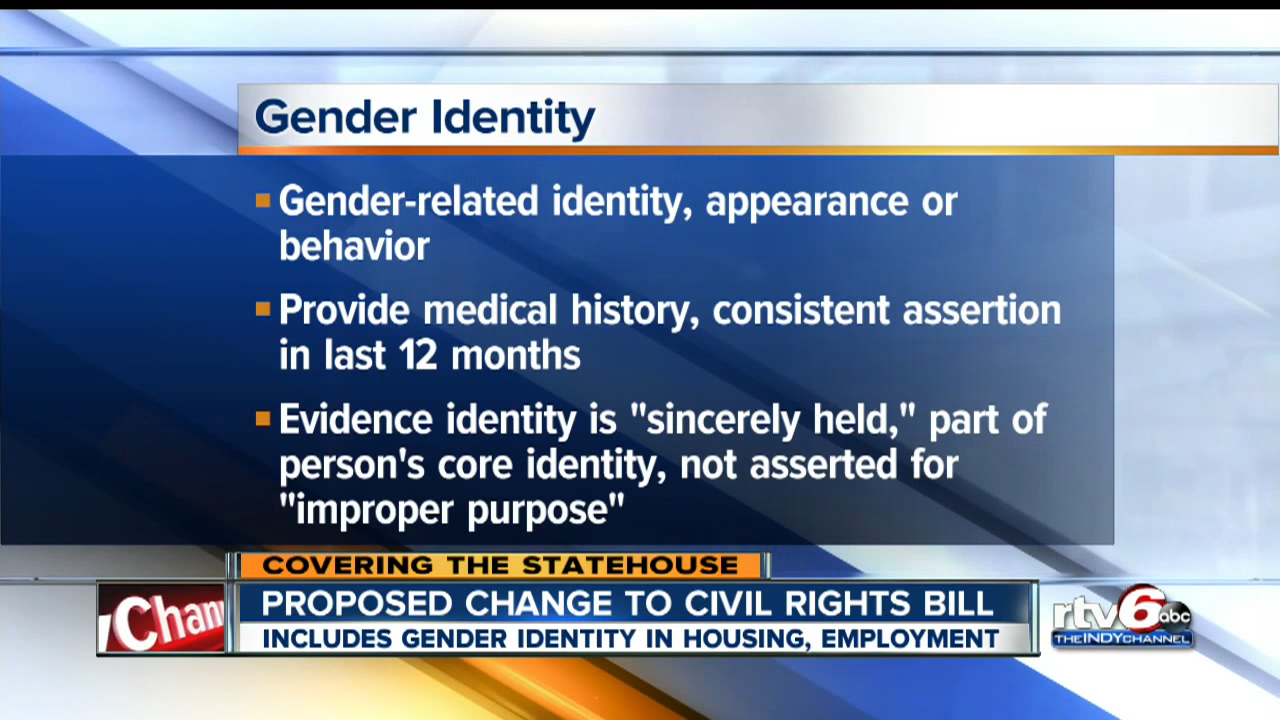 Gender Identity
Gender-related identity, appearance or
behavior
Provide medical history, consistent assertion
in last 12 months
Evidence identity is "sincerely held," part of
person's core identity, not asserted for
"improper purpose"
COVERING THE STATEHOUSE
PROPOSED CHANGE TO CIVIL RIGHTS BILL
INCLUDES GENDER IDENTITY IN HOUSING, EMPLOYMENT
rtv6 abc
THEINDYCHANNEL